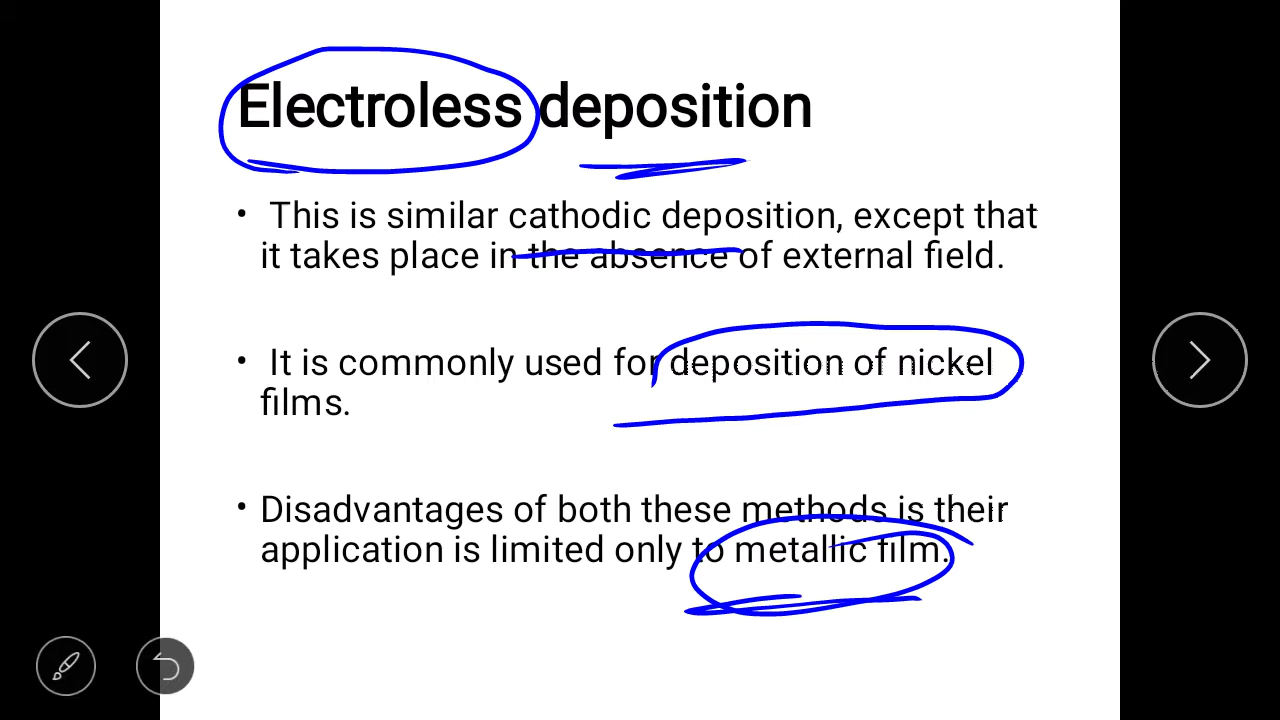 Electroless deposition
• This is similar cathodic deposition, except that
it takes place in the absence of external field.
• It is commonly used for deposition of nickel
films.
• Disadvantages of both these methods is their
application is limited only to metallic film.